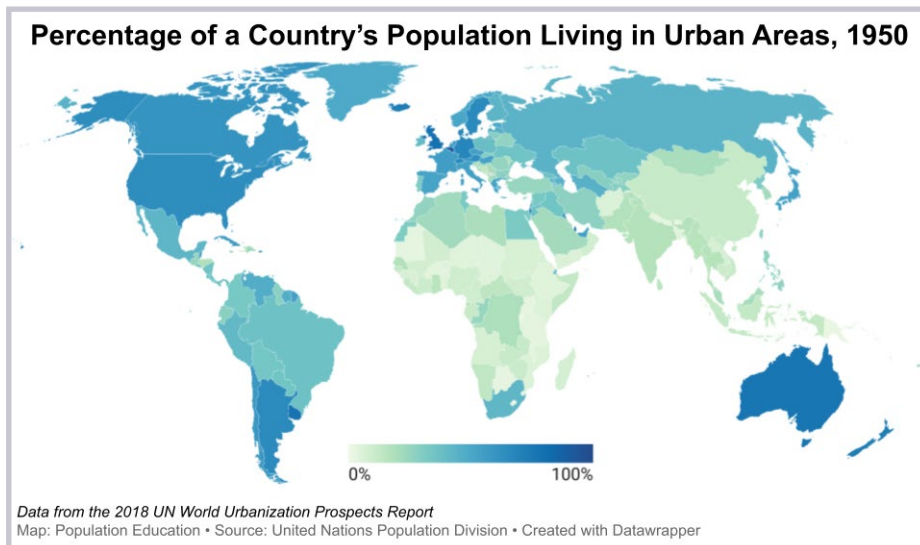 Percentage of a Country’s Population Living in Urban Areas, 1950
0% 100%
Data from the 2018 UN World Urbanization Prospects Report
Map: Population Education • Source: United Nations Population Division • Created with Datawrapper